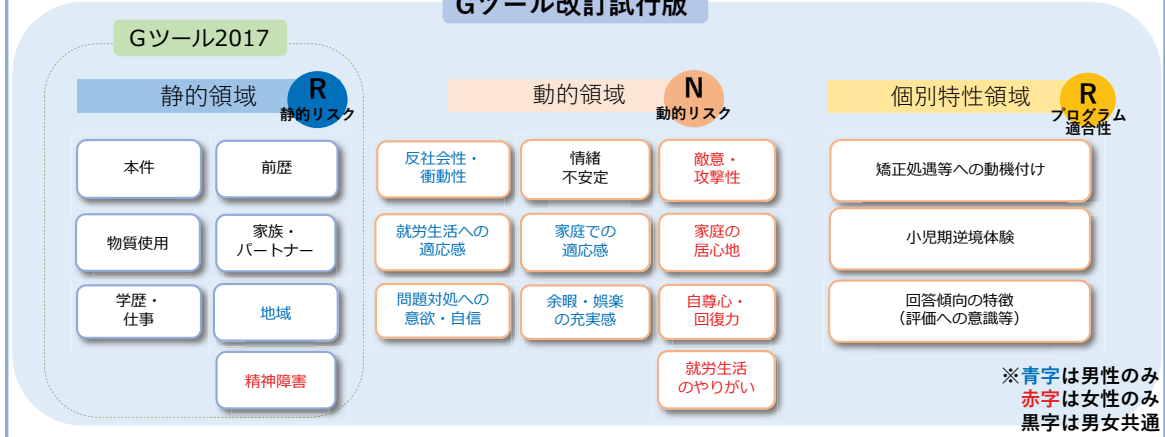 Gツール改訂試行版
Gツール2017
静的領域
R
静的リスク
本件
前歴
物質使用
家族・
パートナー
学歴・
仕事
地域
精神障害
動的領域
N
動的リスク
反社会性・
衝動性
情緒
不安定
敵意・
攻撃性
就労生活への
適応感
家庭での
適応感
家庭の
居心地
問題対処への
意欲・自信
余暇・娯楽
の充実感
自尊心・
回復力
就労生活
のやりがい
個別特性領域
R
プログラム
適合性
矯正処遇等への動機付け
小児期逆境体験
回答傾向の特徴
（評価への意識等）
※青字は男性のみ
赤字は女性のみ
黒字は男女共通